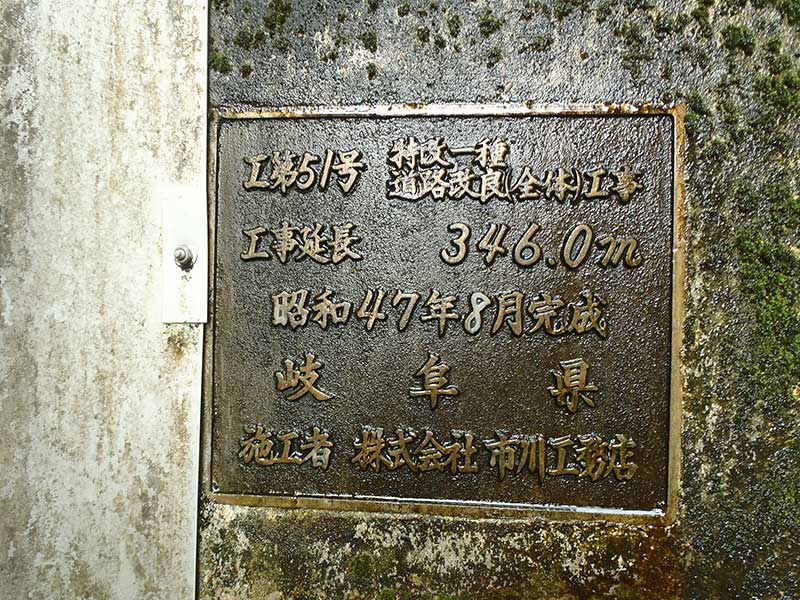 工第51号 特改一種
道路改良(全体)工事
工事延長 346.0m
昭和47年8月完成
岐阜県
施工者 株式会社 市川工務店